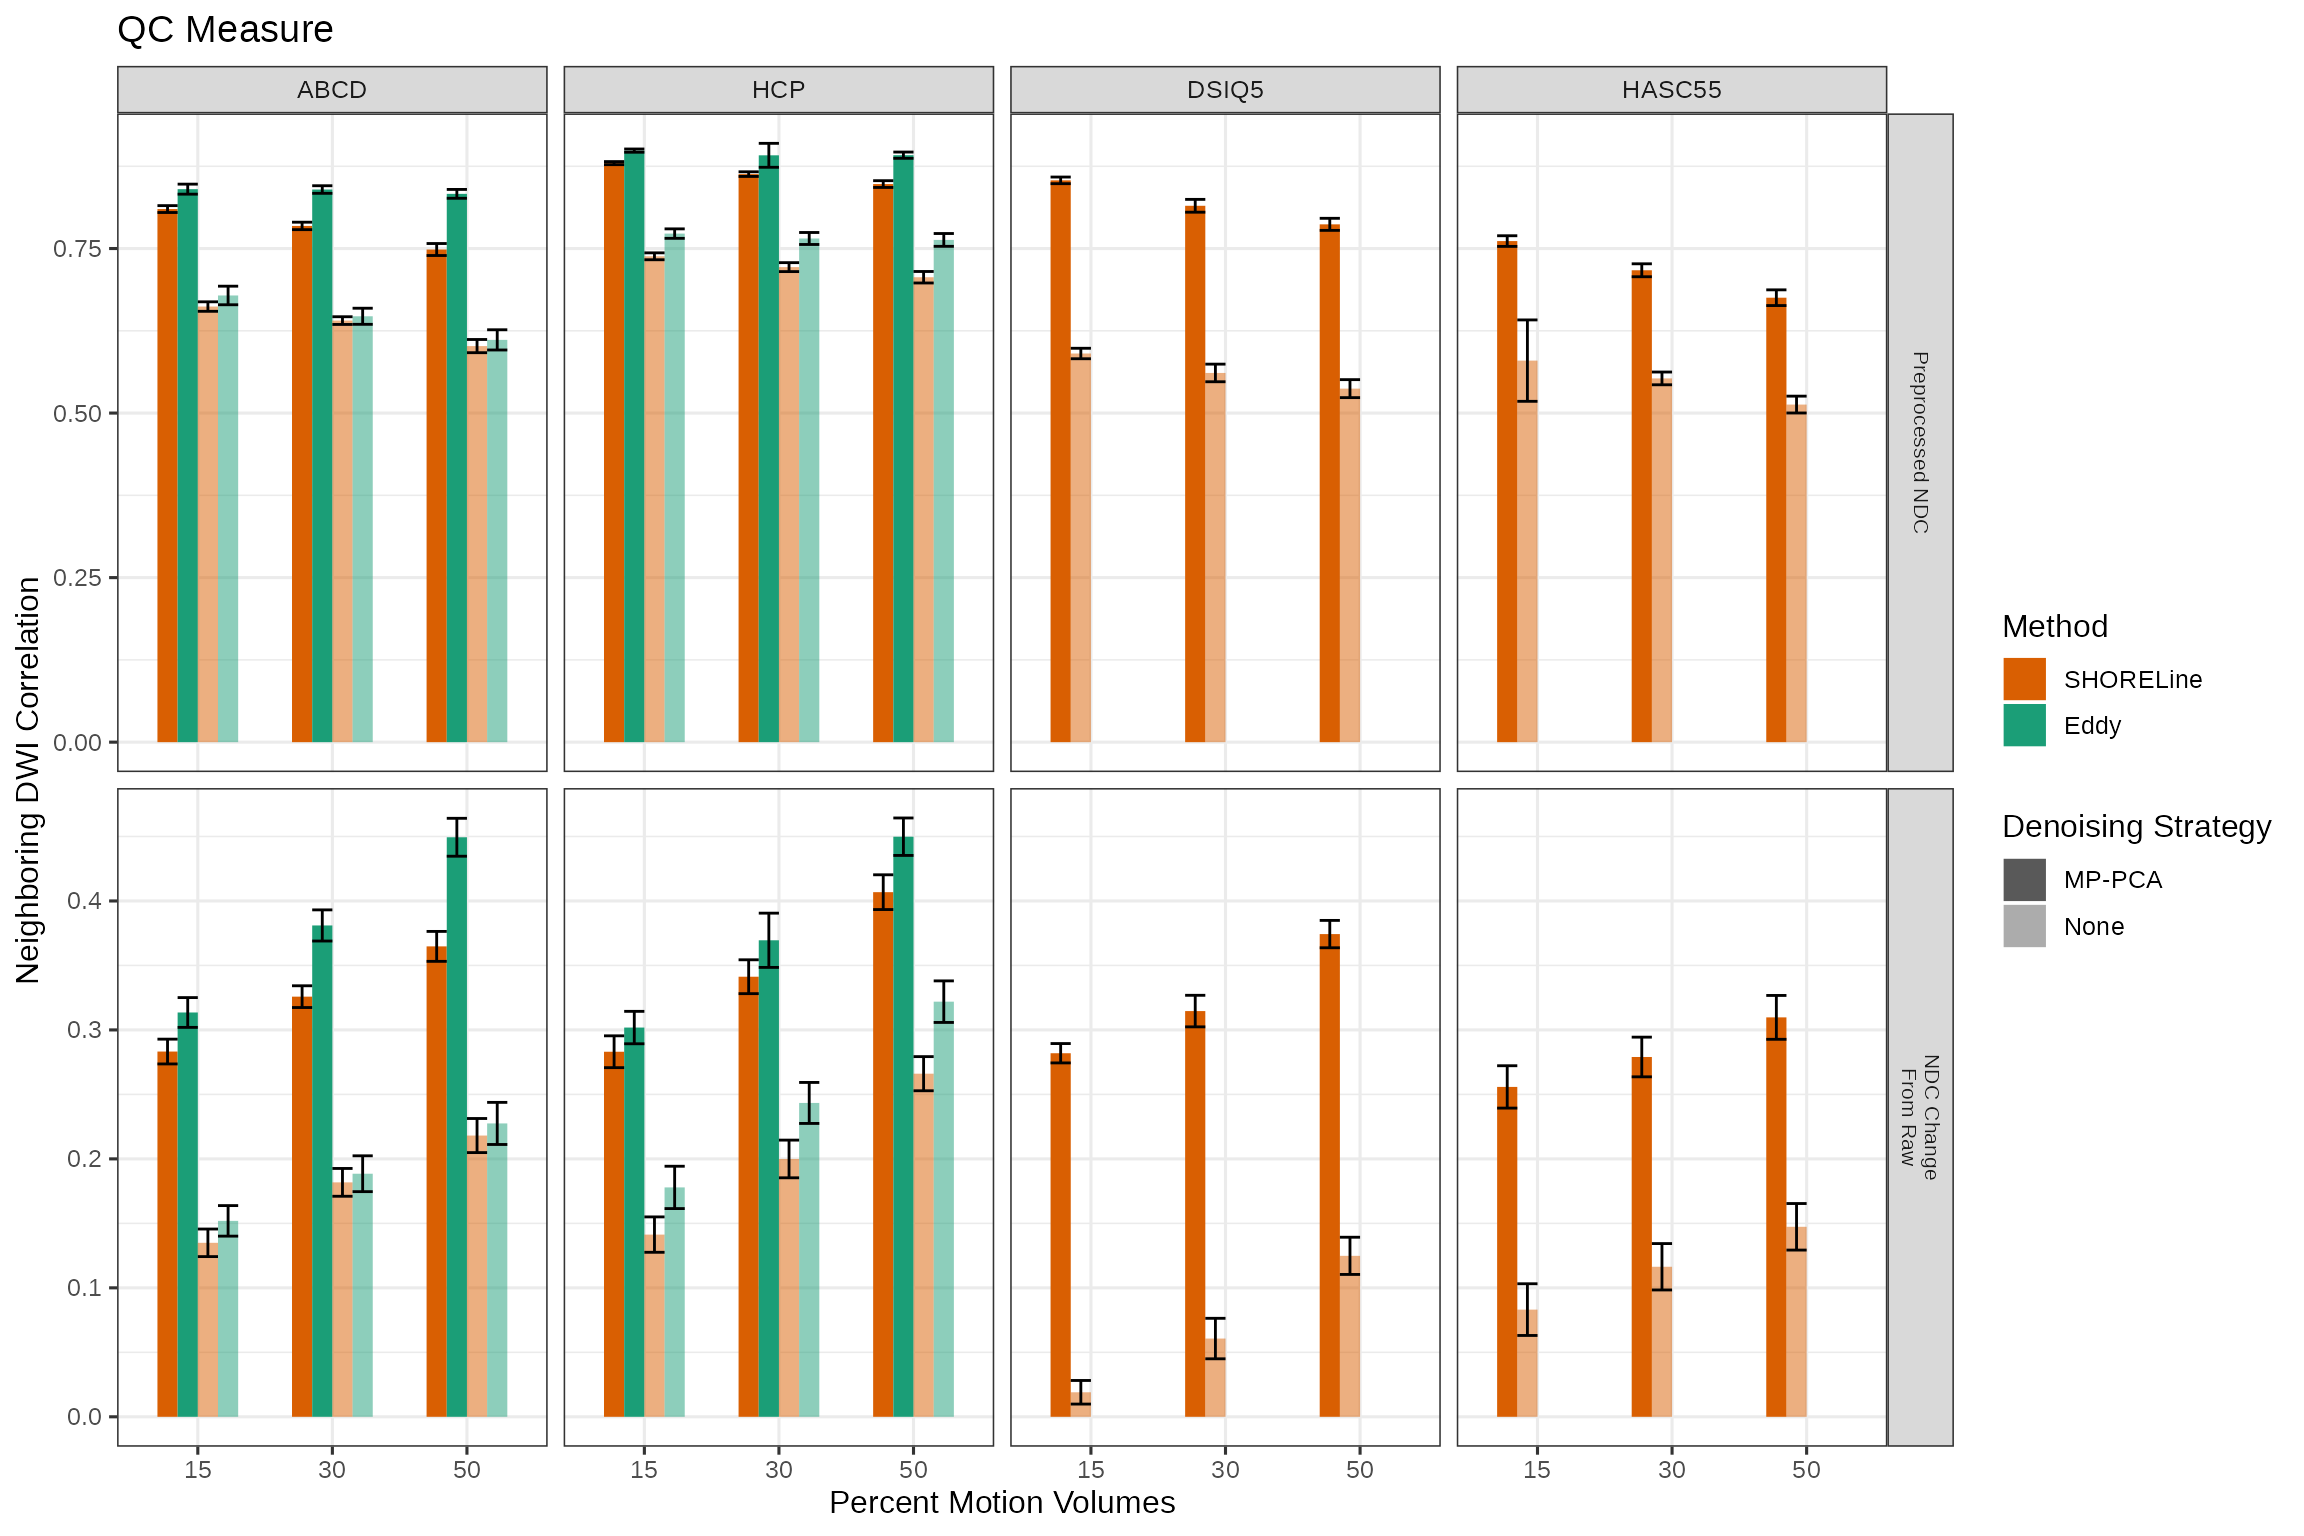 QC Measure
ABCD
HCP
DSIQ5
HASC55
Neighboring DWI Correlation
0.75
0.50
0.25
0.00
Preprocessed NDC
0.4
0.3
0.2
0.1
0.0
NDC Change
From Raw
15
30
50
15
30
50
15
30
50
15
30
50
Percent Motion Volumes
Method
SHORELine
Eddy
Denoising Strategy
MP-PCA
None